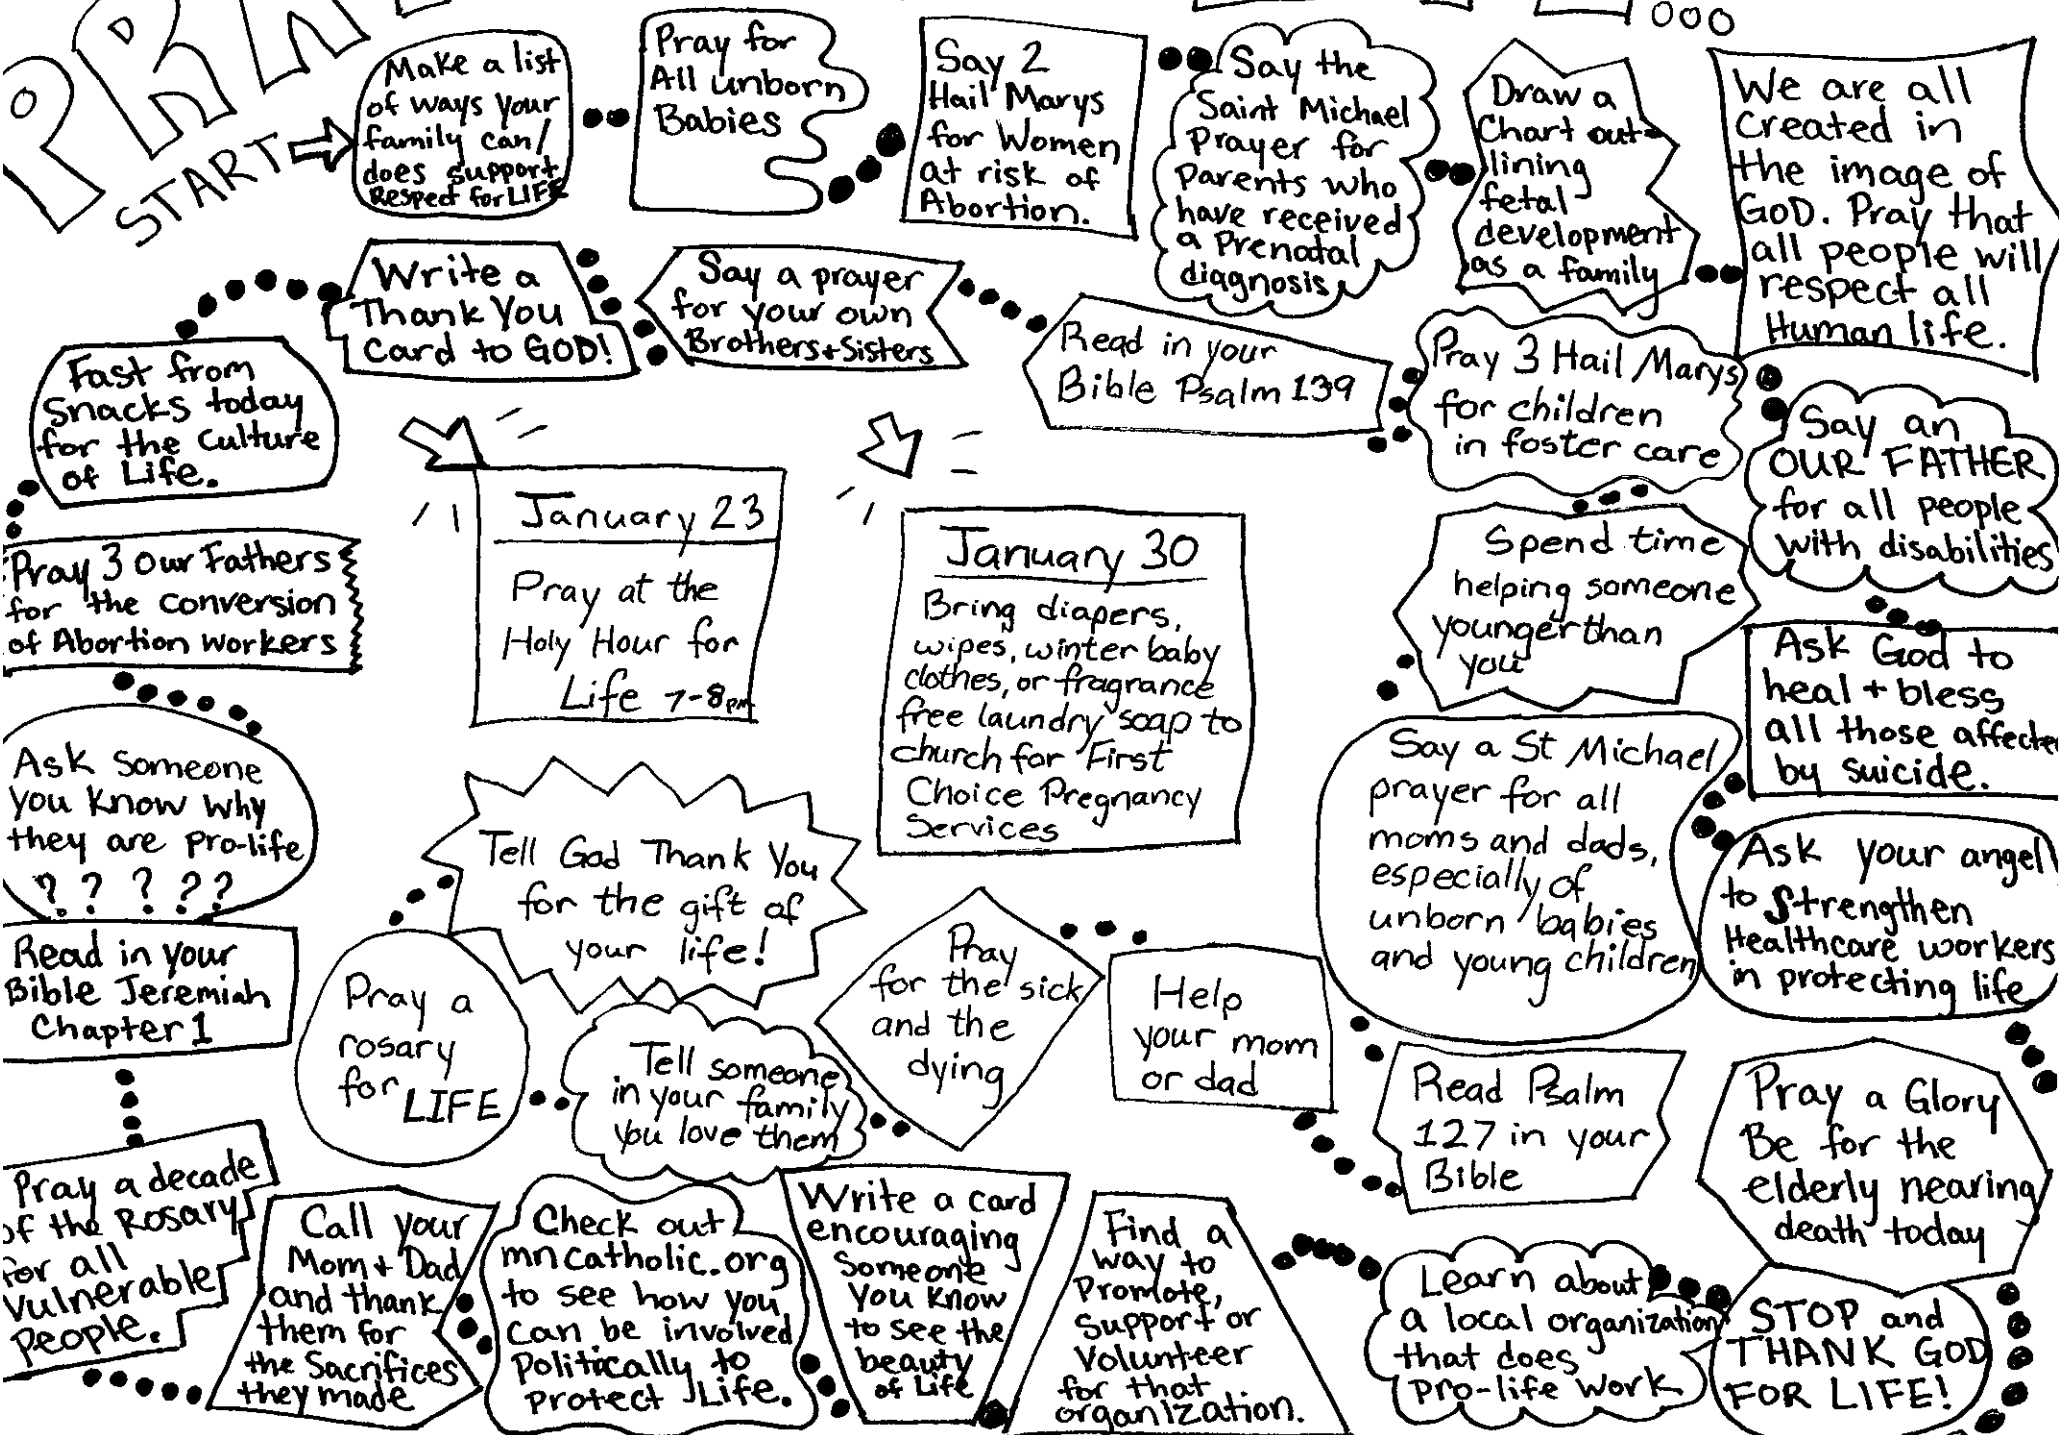 START
Make a list
of ways your
family can/
does support
Respect for LIFE
Pray for
All unborn
Babies
Say 2
Hail Marys
for Women
at risk of
Abortion.
Say the
Saint Michael
Prayer for
Parents who
have received
a Prenatal
diagnosis
Draw a
Chart out-
lining
fetal
development
as a family
We are all
created in
the image of
GOD. Pray that
all people will
respect all
Human life.
Say an
OUR FATHER
for all people
with disabilities
Ask God to
heal + bless
all those affected
by suicide.
Ask your angel
to strengthen
Healthcare workers
in protecting life
Pray a Glory
Be for the
elderly nearing
death today
STOP and
THANK GOD
FOR LIFE!
Learn about
a local organization
that does
pro-life work
Find a
way to
Promote,
support or
Volunteer
for that
organization.
Write a card
encouraging
Someone
you know
to see the
beauty
of Life
Check out
mncatholic.org
to see how you
can be involved
Politically to
protect Life.
Call your
Mom + Dad
and thank
them for
the Sacrifices
they made
Pray a decade
of the Rosary
for all
vulnerable
People.
Read in your
Bible Jeremiah
Chapter 1
Ask someone
you know why
they are pro-life
? ? ? ? ?
Pray 3 Our Fathers
for the conversion
of Abortion workers
Fast from
Snacks today
for the culture
of Life.
Write a
Thank You
Card to GOD!
Say a prayer
for your own
Brothers + Sisters
Read in your
Bible Psalm 139
Pray 3 Hail Marys
for children
in foster care
Spend time
helping someone
younger than
you
Say a St Michael
prayer for all
moms and dads,
especially of
unborn babies
and young children
Read Psalm
127 in your
Bible
Help
your mom
or dad
Pray
for the sick
and the
dying
Tell someone
in your family
you love them
Pray a
rosary
for LIFE
Tell God Thank You
for the gift of
your life!
January 23
Pray at the
Holy Hour for
Life 7-8pm
January 30
Bring diapers,
wipes, winter baby
clothes, or fragrance
free laundry soap to
church for First
Choice Pregnancy
Services